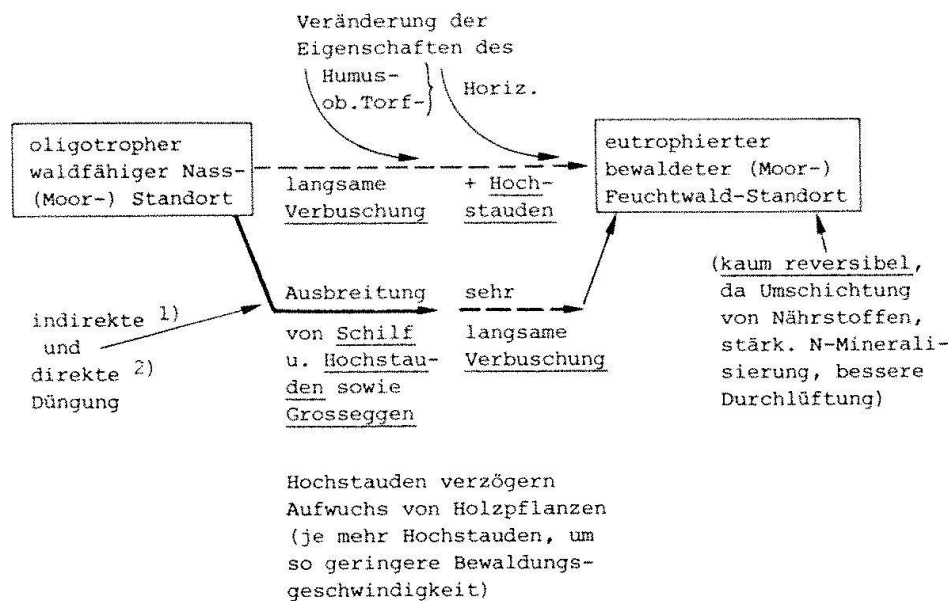 Veränderung der
Eigenschaften des
Humus-
ob.Torf-
Horiz.
oligotropher
waldfähiger Nass-
(Moor-) Standort
langsame
Verbuschung
+ Hoch-
stauden
eutrophierter
bewaldeter (Moor-)
Feuchtwald-Standort
indirekte 1)
und
direkte 2)
Düngung
Ausbreitung
von Schilf
u. Hochstau-
den sowie
Grosseggen
sehr
langsame
Verbuschung
(kaum reversibel,
da Umschichtung
von Nährstoffen,
stärk. N-Minerali-
sierung, bessere
Durchlüftung)
Hochstauden verzögern
Aufwuchs von Holzpflanzen
(je mehr Hochstauden, um
so geringere Bewaldungs-
geschwindigkeit)